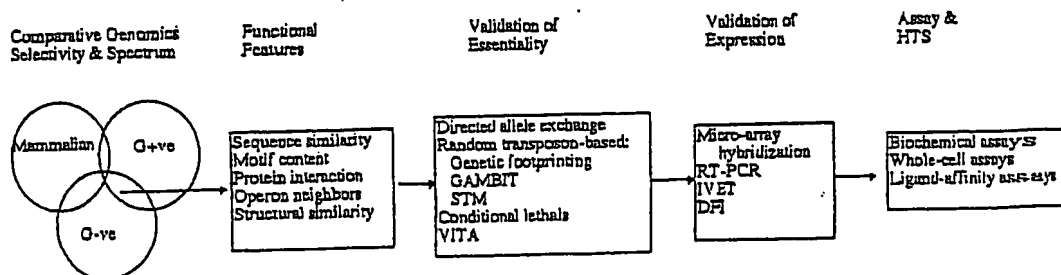 Comparative Genomics
Selectivity & Spectrum
Functional
Features
Validation of
Essentiality
Validation of
Expression
Assay &
HTS
Mammalian
G+ve
G-ve
Sequence similarity
Motif content
Protein interaction
Operon neighbors
Structural similarity
Directed allele exchange
Random transposon-based:
Genetic footprinting
GAMBIT
STM
Conditional lethals
VITA
Micro-array
hybridization
RT-PCR
IVET
DFI
Biochemical assays
Whole-cell assays
Ligand-affinity assays